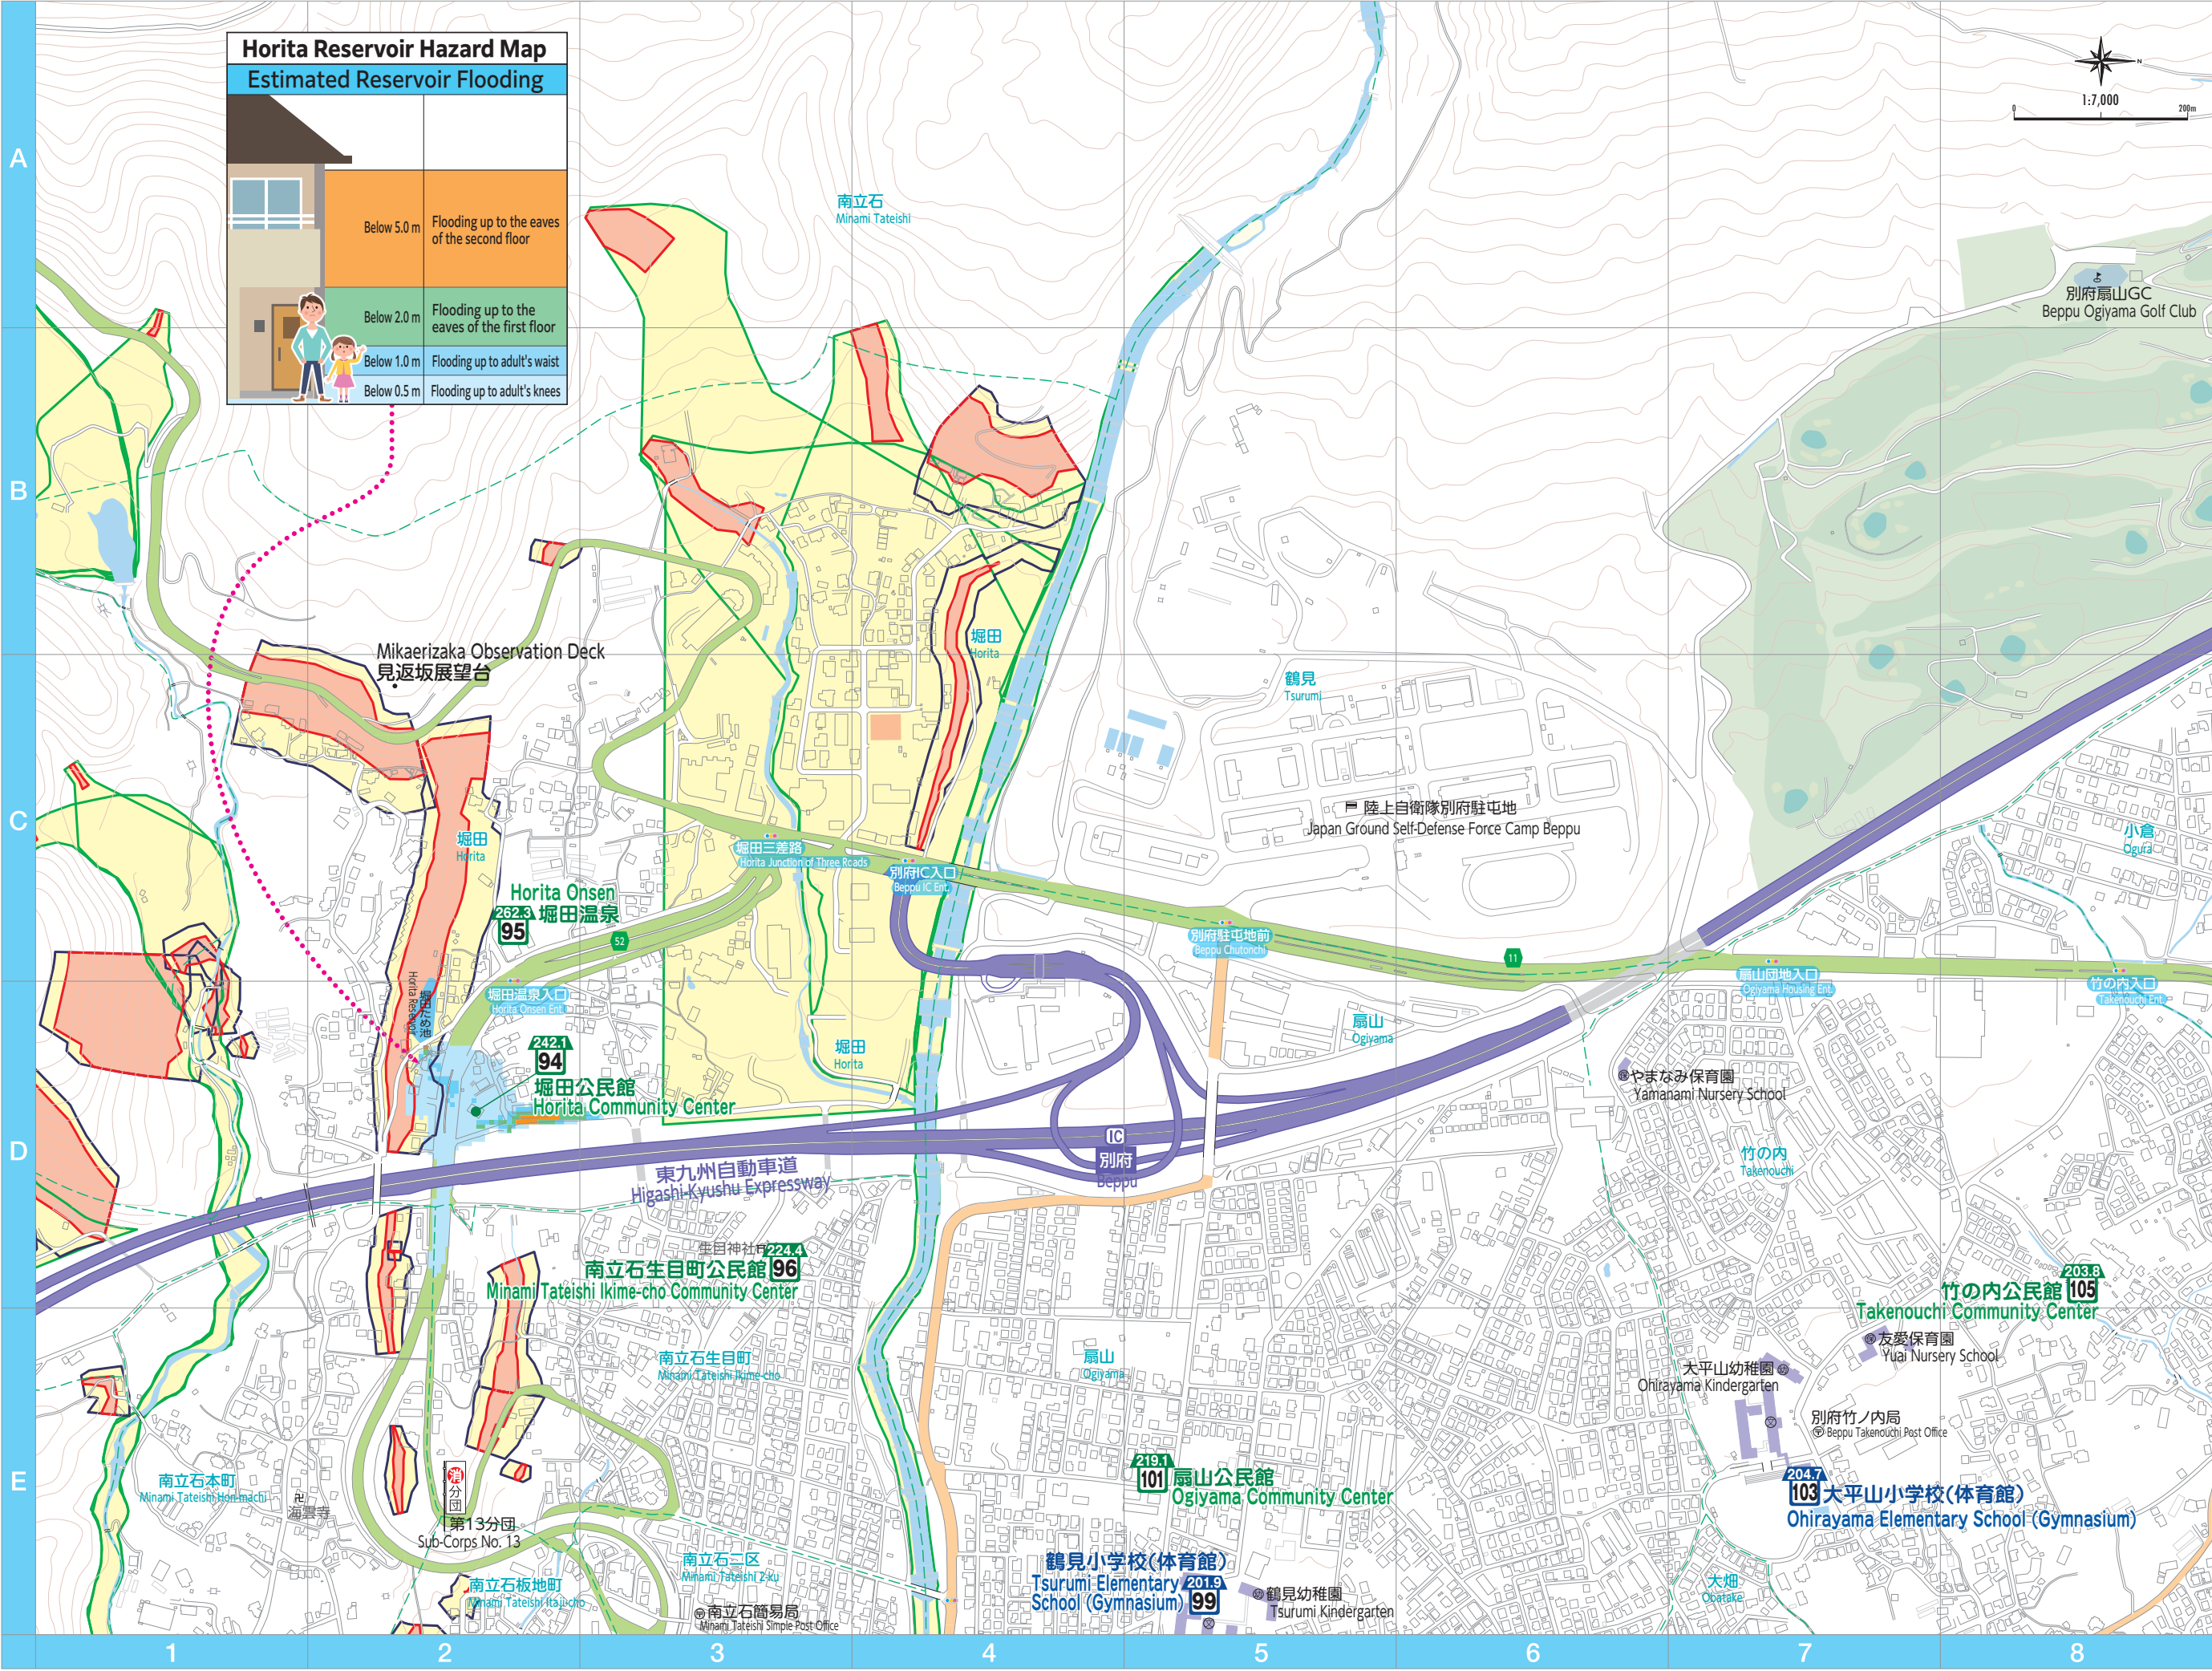 Horita Reservoir Hazard Map
Estimated Reservoir Flooding
Below 5.0 m
Flooding up to the eaves
of the second floor
Below 2.0 m
Flooding up to the
eaves of the first floor
Below 1.0 m
Flooding up to adult's waist
Below 0.5 m
Flooding up to adult's knees
N
1:7,000
0
200m
A
南立石
Minami Tateishi
別府扇山GC
Beppu Ogiyama Golf Club
B
堀田
Horita
Mikaerizaka Observation Deck
見返坂展望台
鶴見
Tsurumi
C
陸上自衛隊別府駐屯地
Japan Ground Self-Defense Force Camp Beppu
小倉
Ogura
堀田
Horita
堀田三差路
Horita Junction of Three Roads
別府IC入口
Beppu IC Ent.
Horita Onsen
262.3
95
堀田温泉
52
別府駐屯地前
Beppu Chutonchi
11
扇山団地入口
Ogiyama Housing Ent.
竹の内入口
Takenouchi Ent.
堀田ため池
Horita Reservoir
堀田温泉入口
Horita Onsen Ent.
扇山
Ogiyama
242.1
94
堀田公民館
Horita Community Center
堀田
Horita
やまなみ保育園
Yamanami Nursery School
D
IC
別府
Beppu
東九州自動車道
Higashi-Kyushu Expressway
竹の内
Takenouchi
生目神社
224.4
96
南立石生目町公民館
Minami Tateishi Ikime-cho Community Center
203.8
105
竹の内公民館
Takenouchi Community Center
友愛保育園
Yuai Nursery School
南立石生目町
Minami Tateishi Ikime-cho
扇山
Ogiyama
大平山幼稚園
Ohirayama Kindergarten
別府竹ノ内局
Beppu Takenouchi Post Office
E
南立石本町
Minami Tateishi Hon-machi
海雲寺
消
分
団
第13分団
Sub-Corps No. 13
219.1
101
扇山公民館
Ogiyama Community Center
204.7
103
大平山小学校(体育館)
Ohirayama Elementary School (Gymnasium)
南立石二区
Minami Tateishi 2-ku
南立石板地町
Minami Tateishi Itaji-cho
鶴見小学校(体育館)
Tsurumi Elementary
School (Gymnasium)
201.9
99
鶴見幼稚園
Tsurumi Kindergarten
大畑
Obatake
南立石簡易局
Minami Tateishi Simple Post Office
1
2
3
4
5
6
7
8